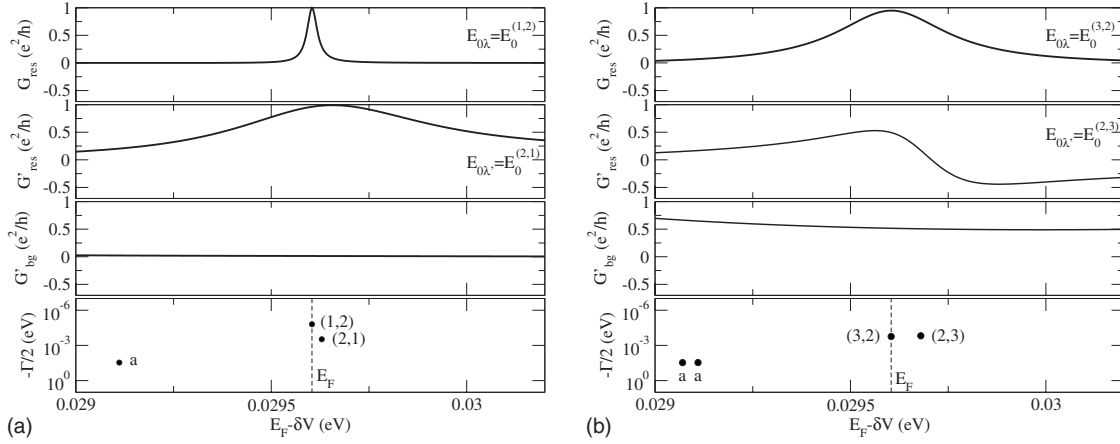 1
0.5
0
-0.5
G_res (e²/h)
E_0λ=E_0^(1,2)
1
0.5
0
-0.5
G'_res (e²/h)
E_0λ'=E_0^(2,1)
1
0.5
0
-0.5
G'_bg (e²/h)
10^-6
10^-3
10^0
-Γ/2 (eV)
(1,2)
(2,1)
a
E_F
0.029
0.0295
0.03
(a)
E_F-δV (eV)
1
0.5
0
-0.5
G_res (e²/h)
E_0λ=E_0^(3,2)
1
0.5
0
-0.5
G'_res (e²/h)
E_0λ'=E_0^(2,3)
1
0.5
0
-0.5
G'_bg (e²/h)
10^-6
10^-3
10^0
-Γ/2 (eV)
(3,2)
(2,3)
a a
E_F
0.029
0.0295
0.03
(b)
E_F-δV (eV)